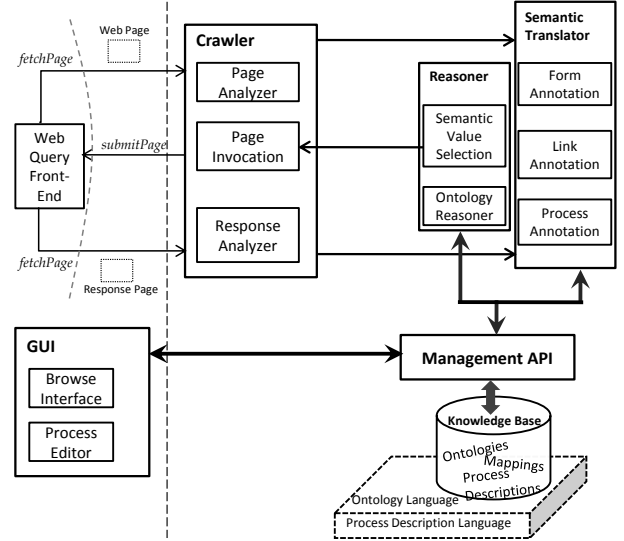 Web Page
fetchPage
Crawler
Page
Analyzer
Page
Invocation
Response
Analyzer
Web
Query
Front-
End
submitPage
fetchPage
Response Page
Reasoner
Semantic
Value
Selection
Ontology
Reasoner
Semantic
Translator
Form
Annotation
Link
Annotation
Process
Annotation
GUI
Browse
Interface
Process
Editor
Management API
Knowledge Base
Ontologies
Mappings
Process
Descriptions
Ontology Language
Process Description Language